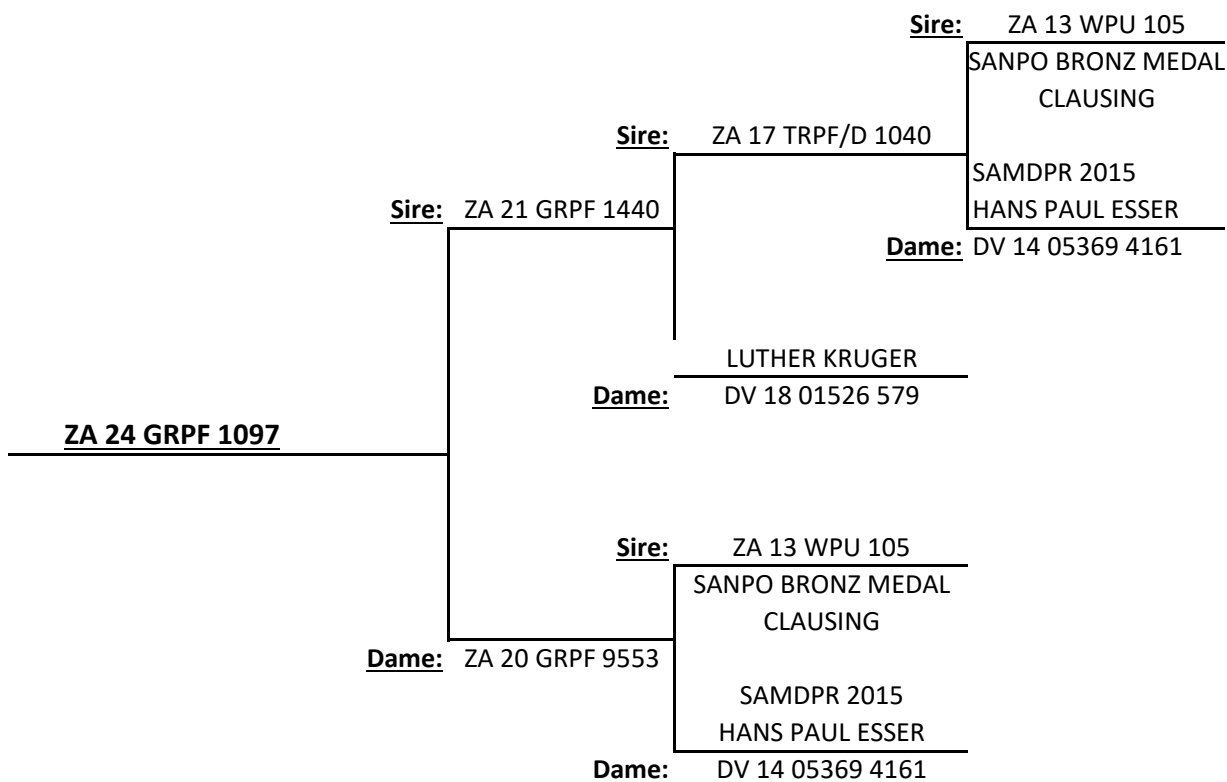 Sire: ZA 13 WPU 105
SANPO BRONZ MEDAL
CLAUSING
Sire: ZA 17 TRPF/D 1040
SAMDPR 2015
Sire: ZA 21 GRPF 1440
HANS PAUL ESSER
Dame: DV 14 05369 4161
LUTHER KRUGER
Dame: DV 18 01526 579
ZA 24 GRPF 1097
Sire: ZA 13 WPU 105
SANPO BRONZ MEDAL
CLAUSING
Dame: ZA 20 GRPF 9553
SAMDPR 2015
HANS PAUL ESSER
Dame: DV 14 05369 4161